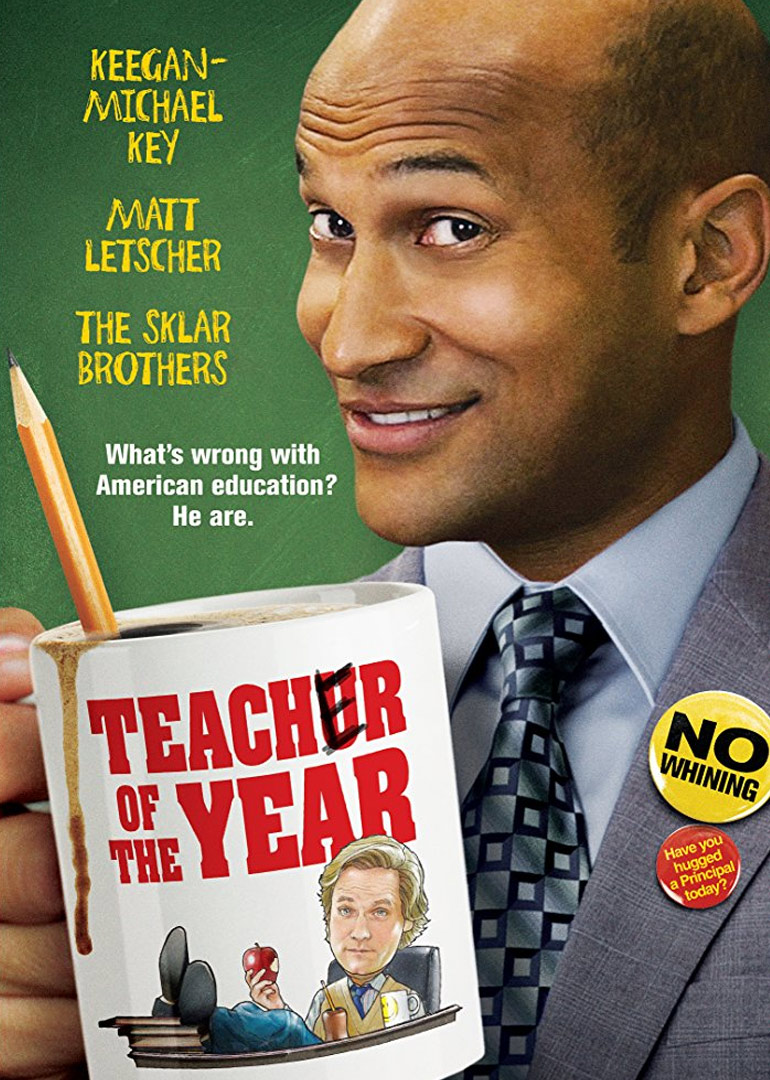 KEEGAN-
MICHAEL
KEY
MATT
LETSCHER
THE SKLAR
BROTHERS
What's wrong with
American education?
He are.
TEACHER
OF
THE YEAR
NO
WHINING
Have you
hugged
a Principal
today?